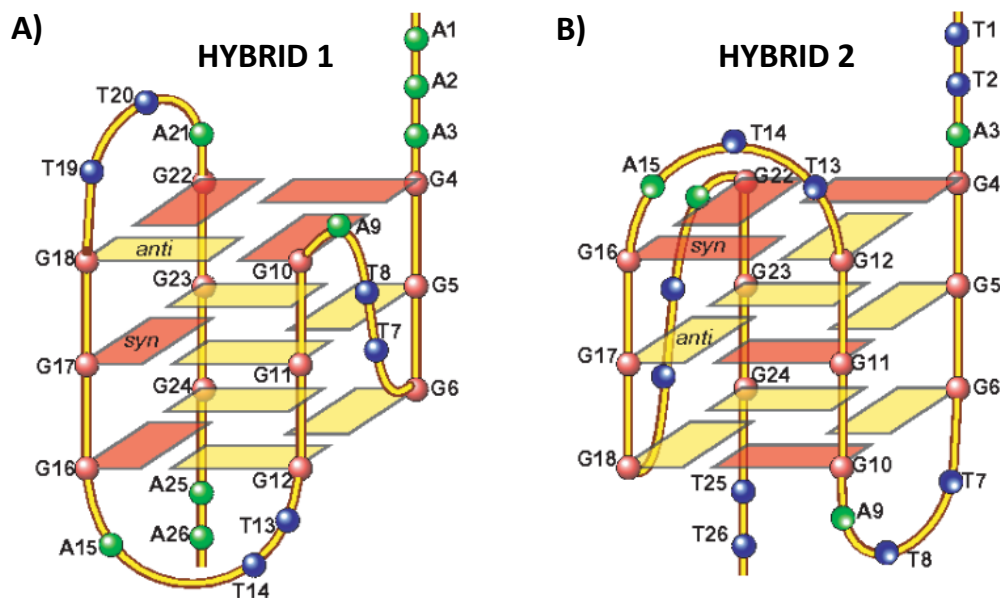 A)
HYBRID 1
A1
A2
A3
T20
A21
T19
G22
G4
anti
A9
G18
G10
G23
T8
G5
syn
T7
G17
G11
G24
G6
G16
G12
A25
T13
A26
A15
T14
B)
HYBRID 2
T1
T2
A3
T14
A15
T13
G22
G4
syn
G16
G12
G23
G5
anti
G17
G11
G24
G6
G18
G10
T25
T7
A9
T26
T8